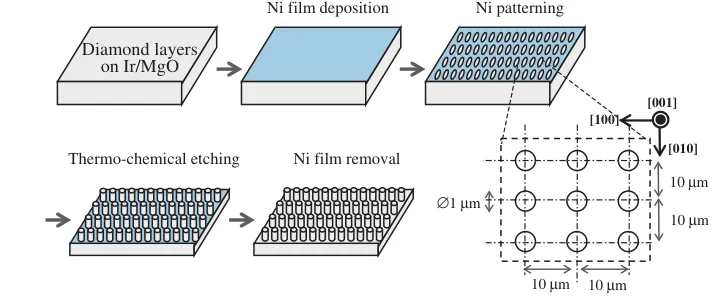 Ni film deposition
Ni patterning
Diamond layers
on Ir/MgO
[001]
[100]
[010]
Thermo-chemical etching
Ni film removal
∅1 μm
10 μm
10 μm
10 μm
10 μm